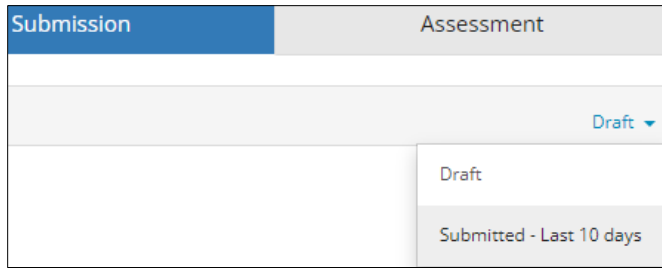 Submission
Assessment
Draft
Draft
Submitted - Last 10 days